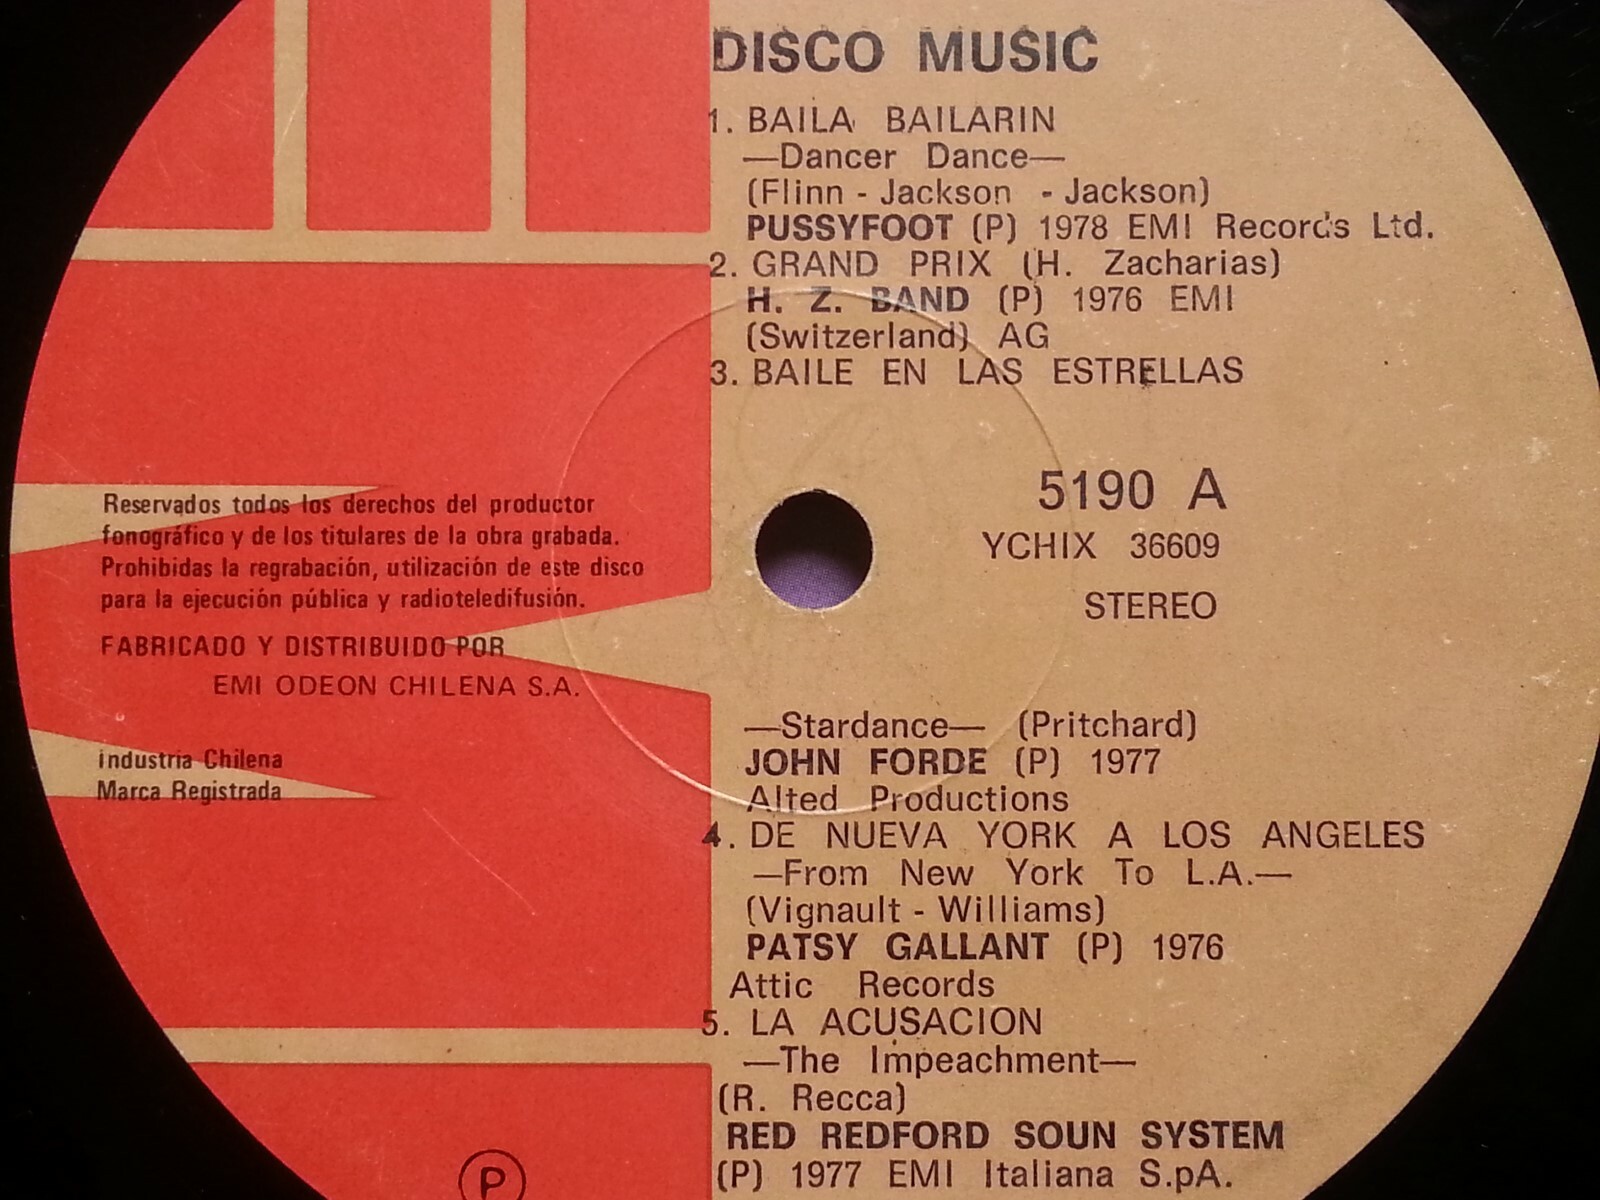 DISCO MUSIC
1. BAILA BAILARIN
—Dancer Dance—
(Flinn - Jackson - Jackson)
PUSSYFOOT (P) 1978 EMI Records Ltd.
2. GRAND PRIX (H. Zacharias)
H. Z. BAND (P) 1976 EMI
(Switzerland) AG
3. BAILE EN LAS ESTRELLAS
5190 A
YCHIX 36609
STEREO
—Stardance— (Pritchard)
JOHN FORDE (P) 1977
Alted Productions
4. DE NUEVA YORK A LOS ANGELES
—From New York To L.A.—
(Vignault - Williams)
PATSY GALLANT (P) 1976
Attic Records
5. LA ACUSACION
—The Impeachment—
(R. Recca)
RED REDFORD SOUN SYSTEM
(P) 1977 EMI Italiana S.pA.
Reservados todos los derechos del productor
fonográfico y de los titulares de la obra grabada.
Prohibidas la regrabación, utilización de este disco
para la ejecución pública y radioteledifusión.
FABRICADO Y DISTRIBUIDO POR
EMI ODEON CHILENA S.A.
Industria Chilena
Marca Registrada
Ⓟ